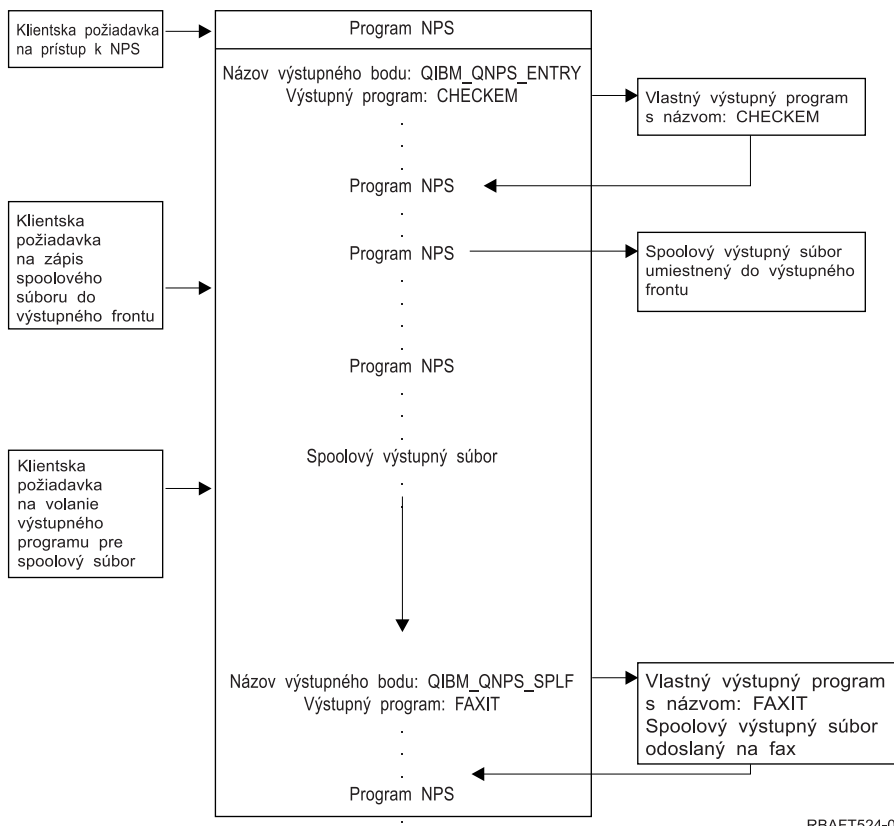 Klientska požiadavka
na prístup k NPS
Program NPS
Názov výstupného bodu: QIBM_QNPS_ENTRY
Výstupný program: CHECKEM
Vlastný výstupný program
s názvom: CHECKEM
Program NPS
Klientska
požiadavka
na zápis
spoolového
súboru do
výstupného frontu
Program NPS
Spoolový výstupný súbor
umiestnený do výstupného
frontu
Program NPS
Klientska
požiadavka
na volanie
výstupného
programu pre
spoolový súbor
Spoolový výstupný súbor
Názov výstupného bodu: QIBM_QNPS_SPLF
Výstupný program: FAXIT
Vlastný výstupný program
s názvom: FAXIT
Spoolový výstupný súbor
odoslaný na fax
Program NPS
RBAFT524-0